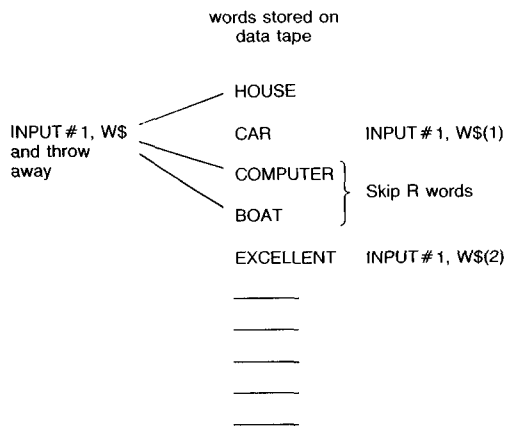 words stored on
data tape
HOUSE
INPUT # 1, W$
and throw
away
CAR
INPUT # 1, W$(1)
COMPUTER
BOAT
Skip R words
EXCELLENT
INPUT # 1, W$(2)